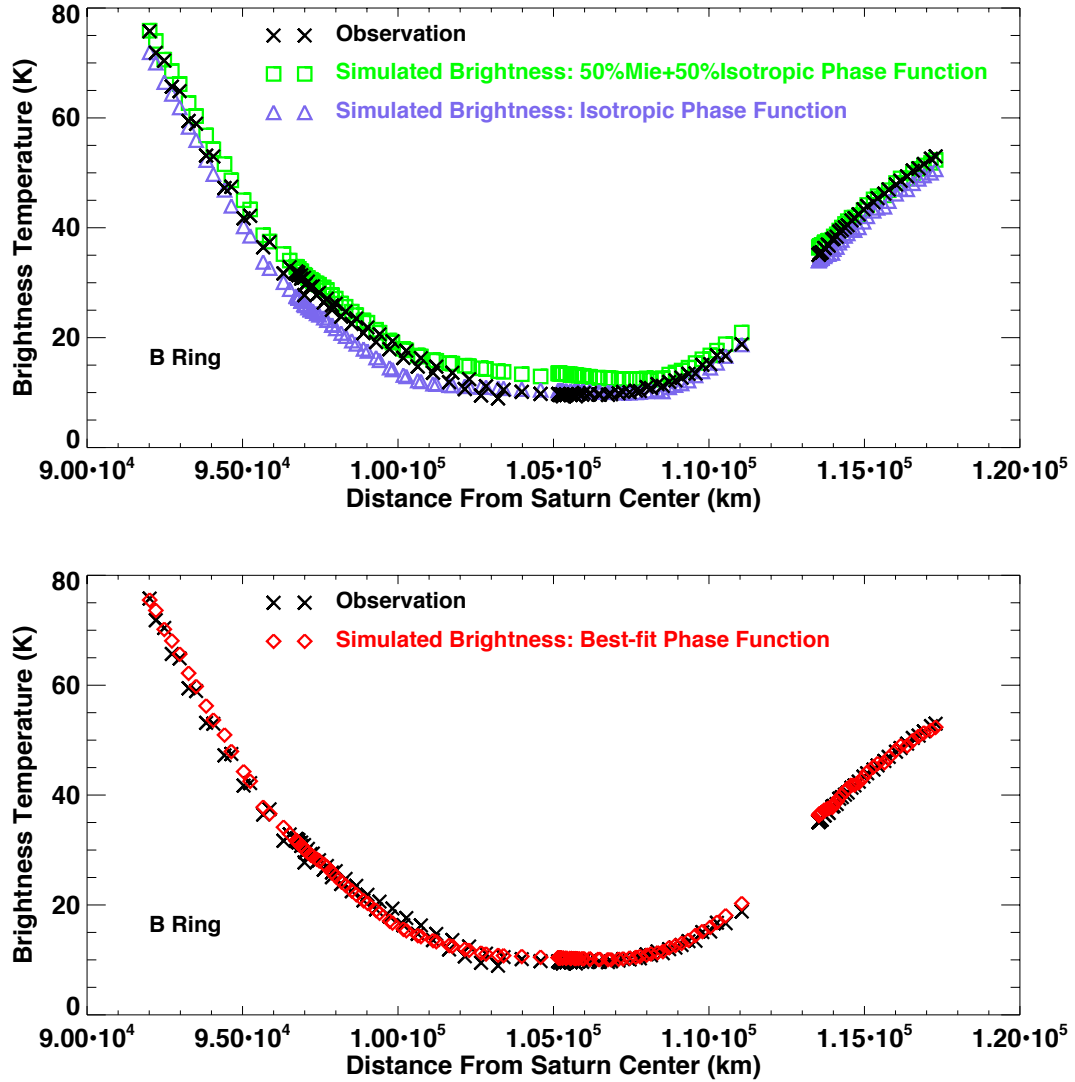 80
60
40
20
0
Brightness Temperature (K)
Observation
Simulated Brightness: 50%Mie+50%Isotropic Phase Function
Simulated Brightness: Isotropic Phase Function
B Ring
9.00•10⁴
9.50•10⁴
1.00•10⁵
1.05•10⁵
1.10•10⁵
1.15•10⁵
1.20•10⁵
Distance From Saturn Center (km)
80
60
40
20
0
Brightness Temperature (K)
Observation
Simulated Brightness: Best-fit Phase Function
B Ring
9.00•10⁴
9.50•10⁴
1.00•10⁵
1.05•10⁵
1.10•10⁵
1.15•10⁵
1.20•10⁵
Distance From Saturn Center (km)